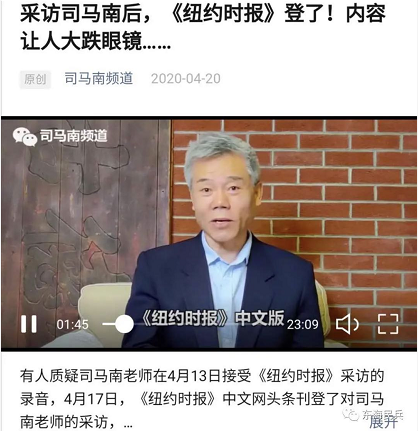 采访司马南后，《纽约时报》登了！内容
让人大跌眼镜……
原创 司马南频道 2020-04-20
司马南频道
《纽约时报》中文版
01:45 23:09
有人质疑司马南老师在4月13日接受《纽约时报》采访的
录音，4月17日，《纽约时报》中文网头条刊登了对司马
南老师的采访，…
展开
东海民兵